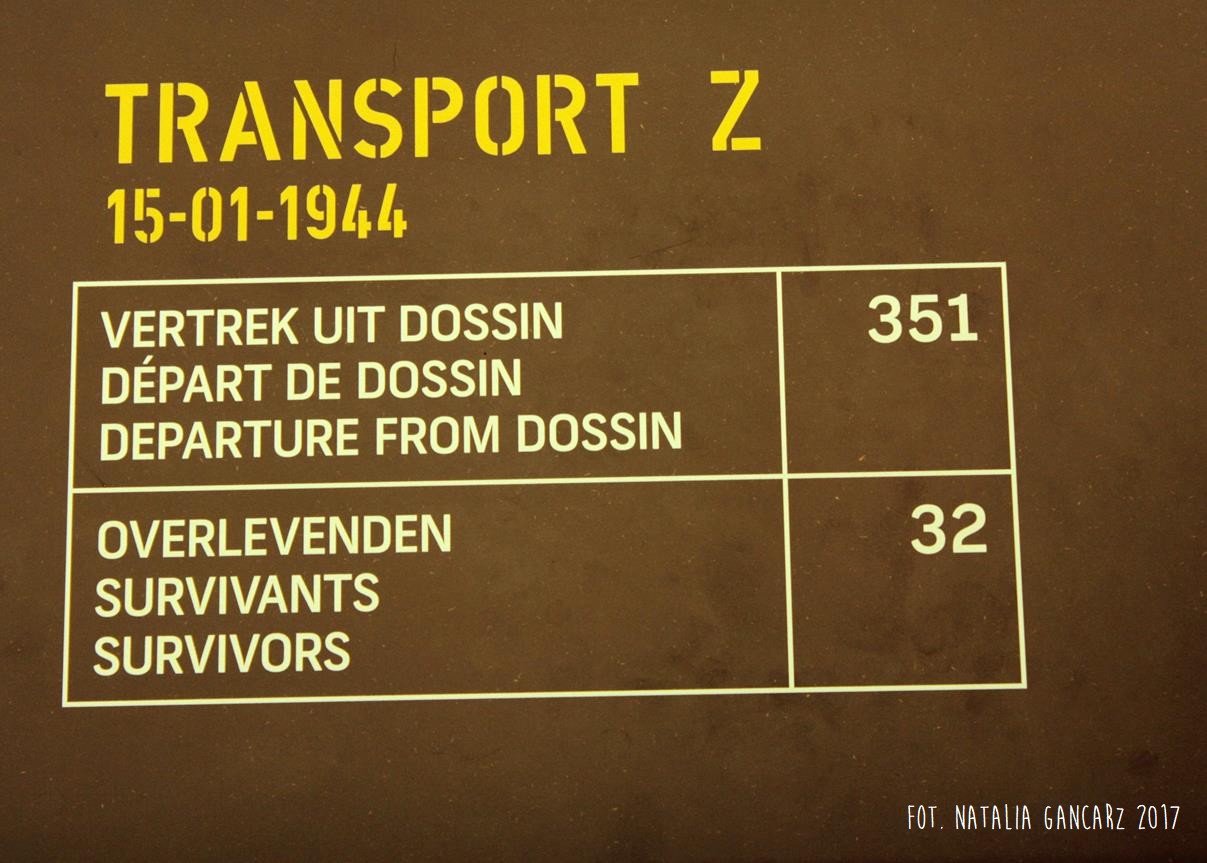 TRANSPORT Z
15-01-1944
VERTREK UIT DOSSIN
DÉPART DE DOSSIN
DEPARTURE FROM DOSSIN
351
OVERLEVENDEN
SURVIVANTS
SURVIVORS
32
FOT. NATALIA GANCARZ 2017